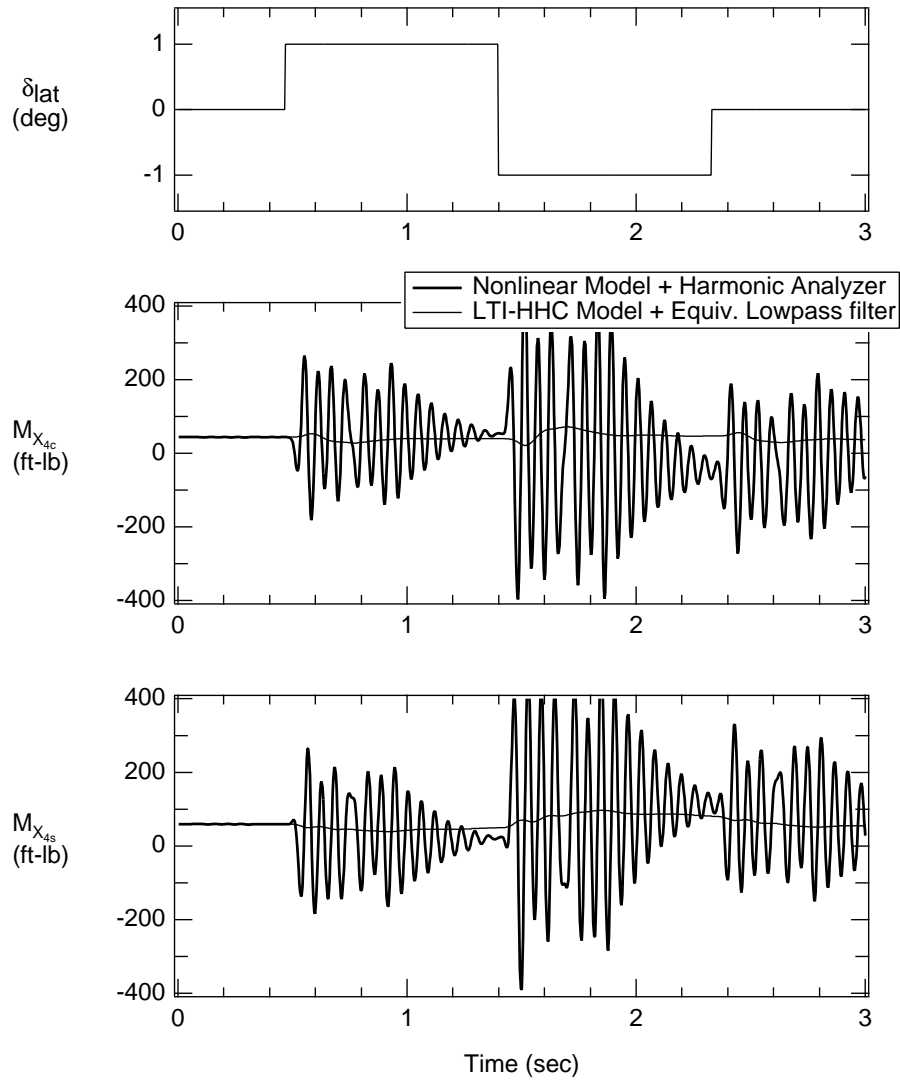 1
0
-1
δlat
(deg)
0 1 2 3
Nonlinear Model + Harmonic Analyzer
LTI-HHC Model + Equiv. Lowpass filter
400
200
0
-200
-400
MX4c
(ft-lb)
0 1 2 3
400
200
0
-200
-400
MX4s
(ft-lb)
0 1 2 3
Time (sec)